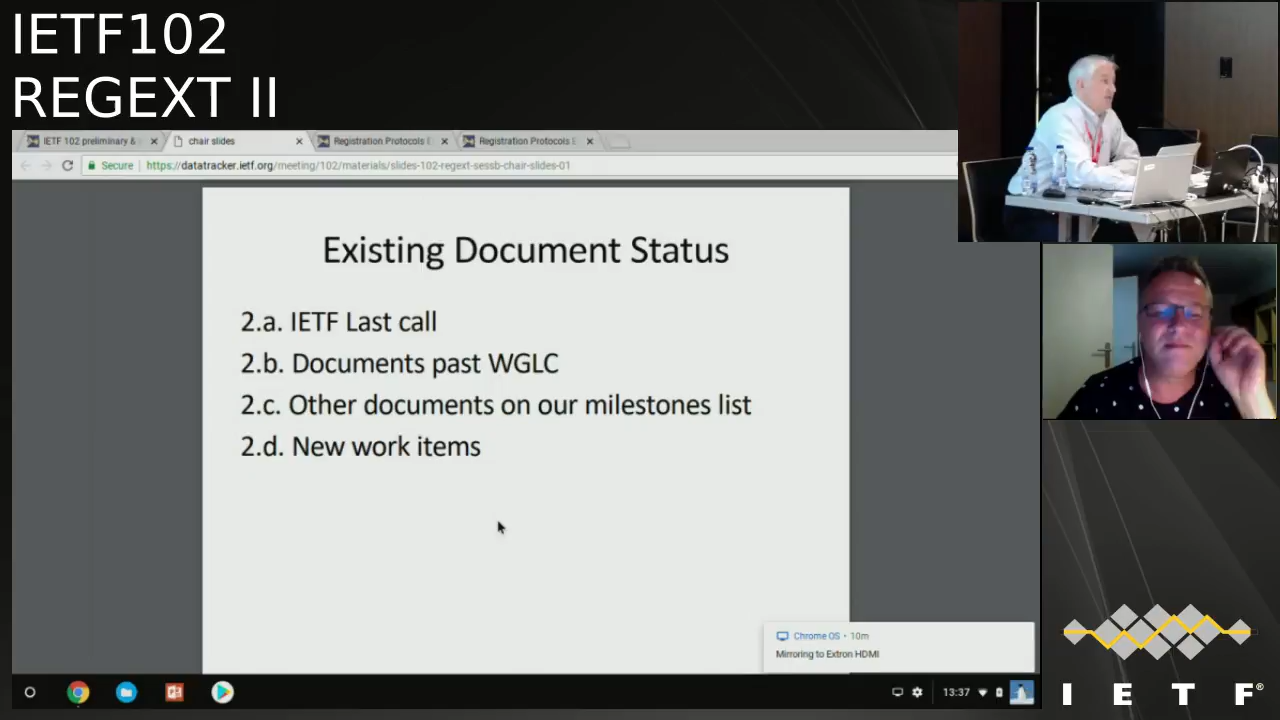 IETF102
REGEXT II
IETF 102 preliminary &
chair slides
Registration Protocols E
Registration Protocols E
Secure
https://datatracker.ietf.org/meeting/102/materials/slides-102-regext-sessb-chair-slides-01
Existing Document Status
2.a. IETF Last call
2.b. Documents past WGLC
2.c. Other documents on our milestones list
2.d. New work items
Chrome OS · 10m
Mirroring to Extron HDMI
13:37
I E T F®